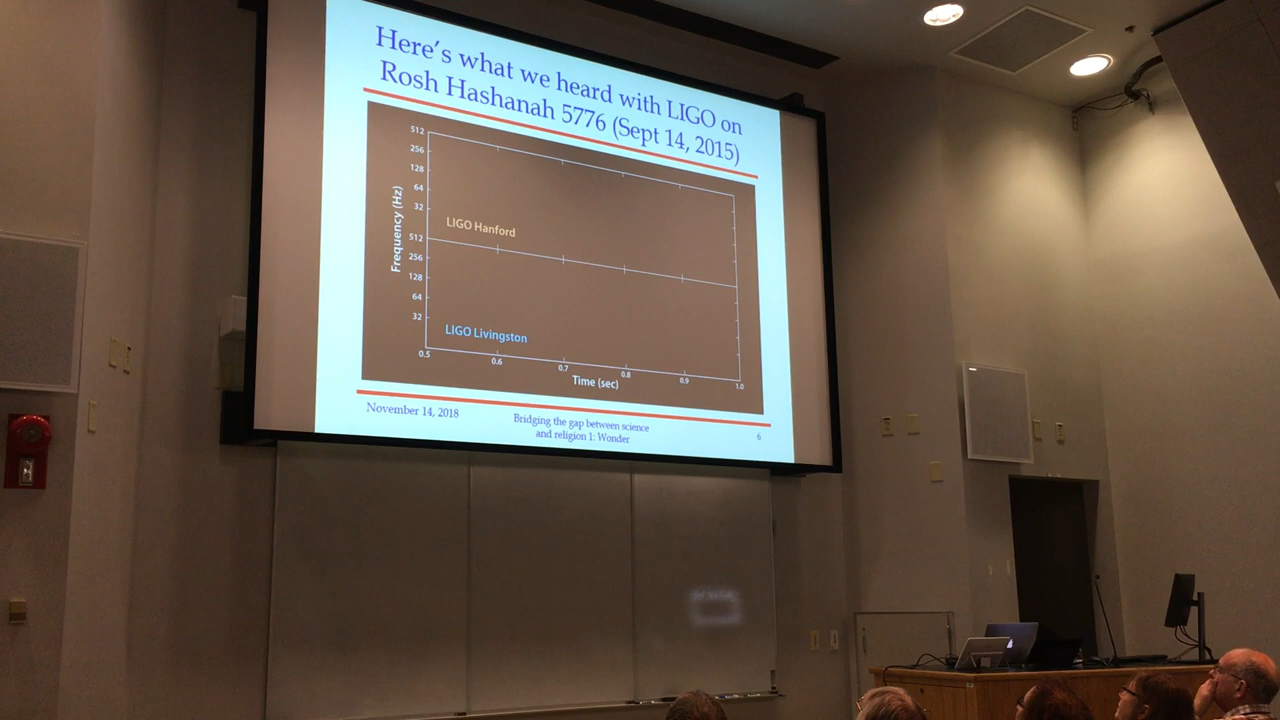 Here's what we heard with LIGO on
Rosh Hashanah 5776 (Sept 14, 2015)
Frequency (Hz)
512
256
128
64
32
LIGO Hanford
512
256
128
64
32
LIGO Livingston
0.5 0.6 0.7 0.8 0.9 1.0
Time (sec)
November 14, 2018
Bridging the gap between science
and religion 1: Wonder
6